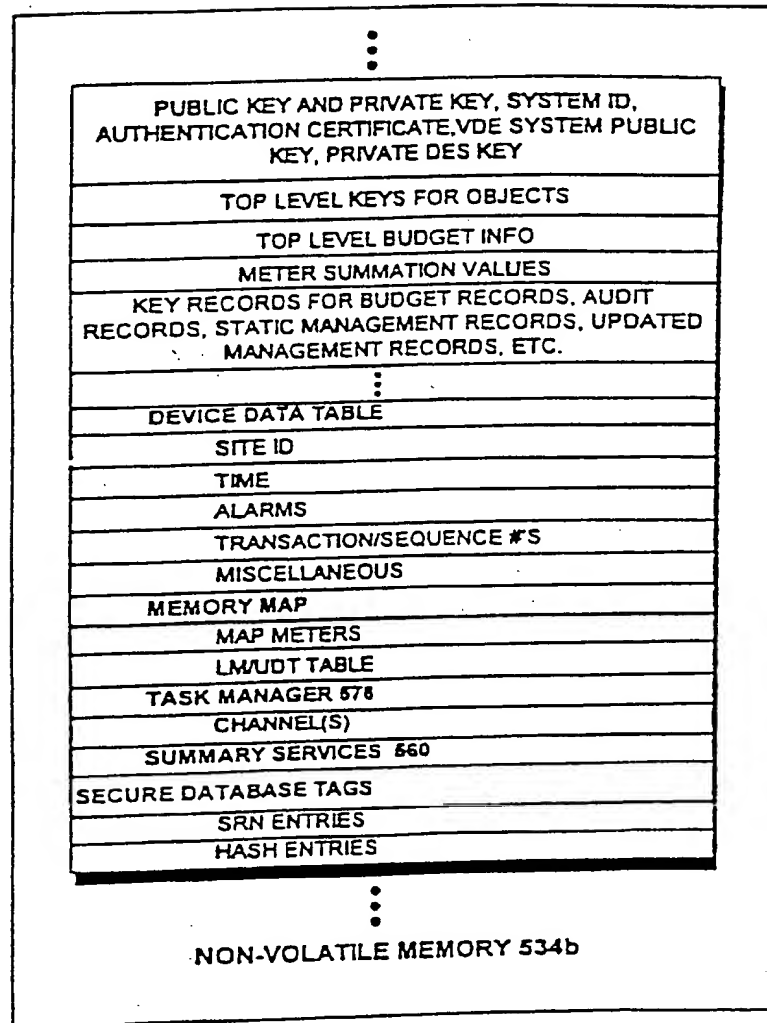 PUBLIC KEY AND PRIVATE KEY, SYSTEM ID,
AUTHENTICATION CERTIFICATE,VDE SYSTEM PUBLIC
KEY, PRIVATE DES KEY
TOP LEVEL KEYS FOR OBJECTS
TOP LEVEL BUDGET INFO
METER SUMMATION VALUES
KEY RECORDS FOR BUDGET RECORDS, AUDIT
RECORDS, STATIC MANAGEMENT RECORDS, UPDATED
MANAGEMENT RECORDS, ETC.
DEVICE DATA TABLE
SITE ID
TIME
ALARMS
TRANSACTION/SEQUENCE #'S
MISCELLANEOUS
MEMORY MAP
MAP METERS
LM/UDT TABLE
TASK MANAGER 576
CHANNEL(S)
SUMMARY SERVICES 560
SECURE DATABASE TAGS
SRN ENTRIES
HASH ENTRIES
NON-VOLATILE MEMORY 534b